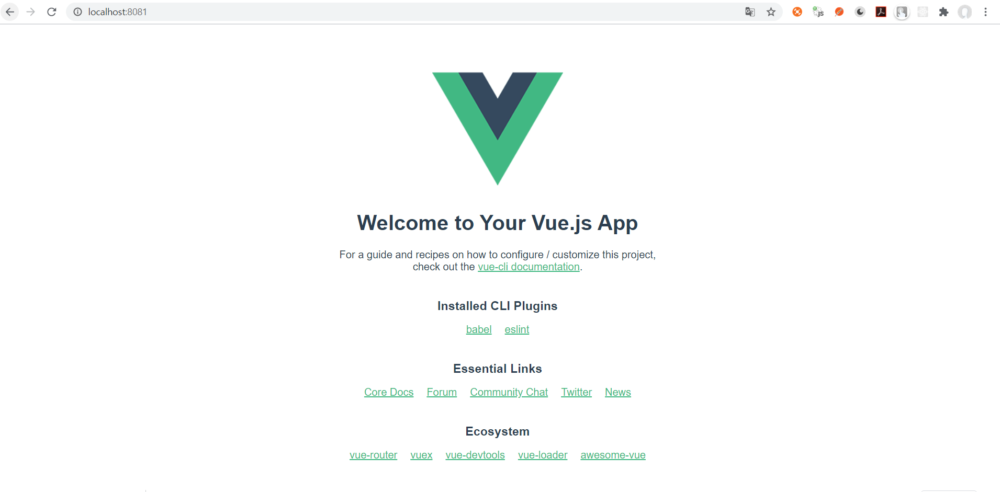 localhost:8081
JS
Welcome to Your Vue.js App
For a guide and recipes on how to configure / customize this project,
check out the vue-cli documentation.
Installed CLI Plugins
babel eslint
Essential Links
Core Docs Forum Community Chat Twitter News
Ecosystem
vue-router vuex vue-devtools vue-loader awesome-vue